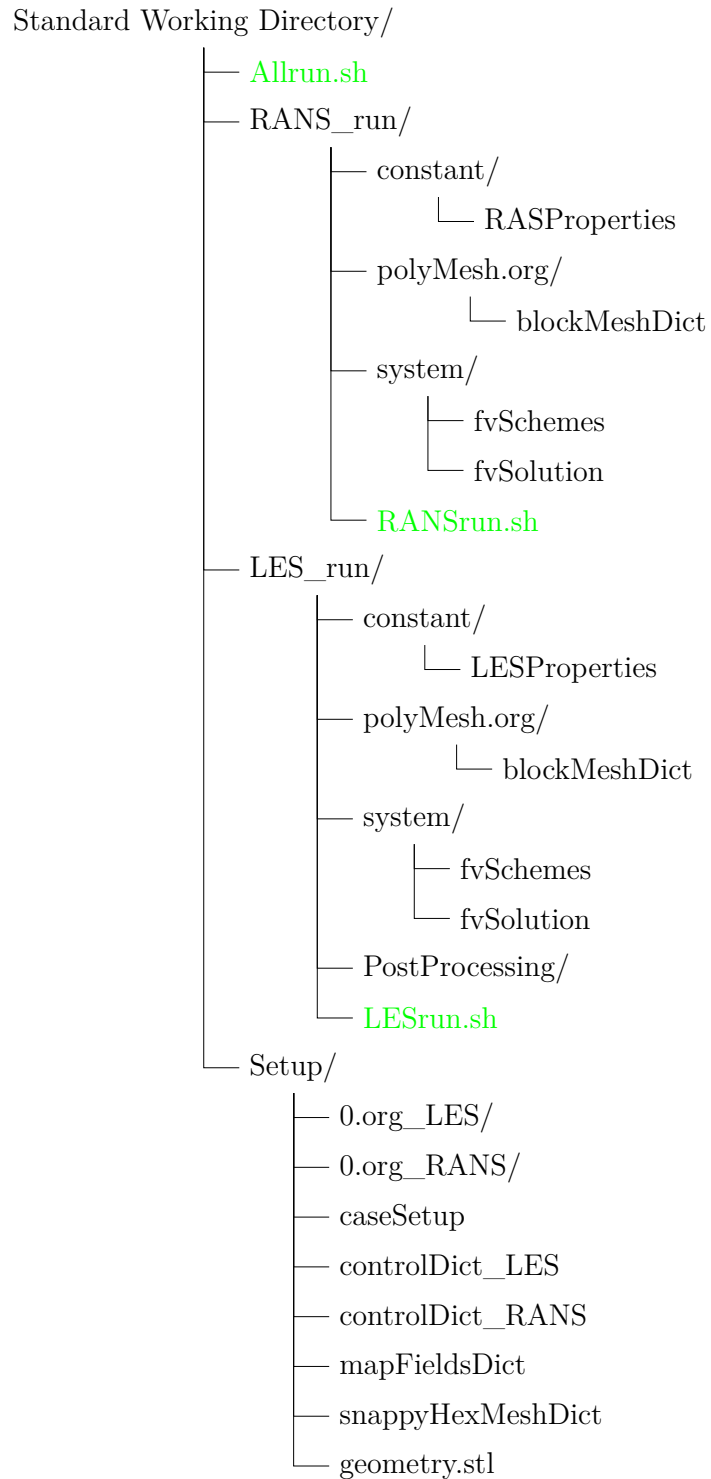 Standard Working Directory/
Allrun.sh
RANS_run/
constant/
RASProperties
polyMesh.org/
blockMeshDict
system/
fvSchemes
fvSolution
RANSrun.sh
LES_run/
constant/
LESProperties
polyMesh.org/
blockMeshDict
system/
fvSchemes
fvSolution
PostProcessing/
LESrun.sh
Setup/
0.org_LES/
0.org_RANS/
caseSetup
controlDict_LES
controlDict_RANS
mapFieldsDict
snappyHexMeshDict
geometry.stl